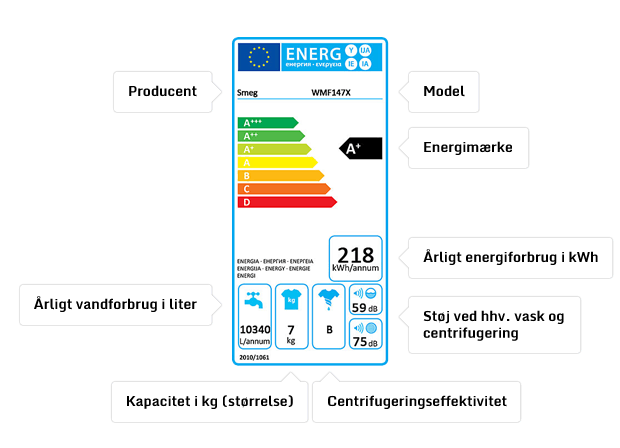 ENERG
енергия · ενεργεια
Y
UA
IE
IA
Producent
Smeg
WMF147X
Model
A+++
A++
A+
A
B
C
D
A+
Energimærke
ENERGIA · ЕНЕРГИЯ · ΕΝΕΡΓΕΙΑ
ENERGIJA · ENERGY · ENERGIE
ENERGI
218
kWh/annum
Årligt energiforbrug i kWh
Årligt vandforbrug i liter
10340
L/annum
kg
7
kg
B
59 dB
75 dB
Støj ved hhv. vask og
centrifugering
2010/1061
Kapacitet i kg (størrelse)
Centrifugeringseffektivitet